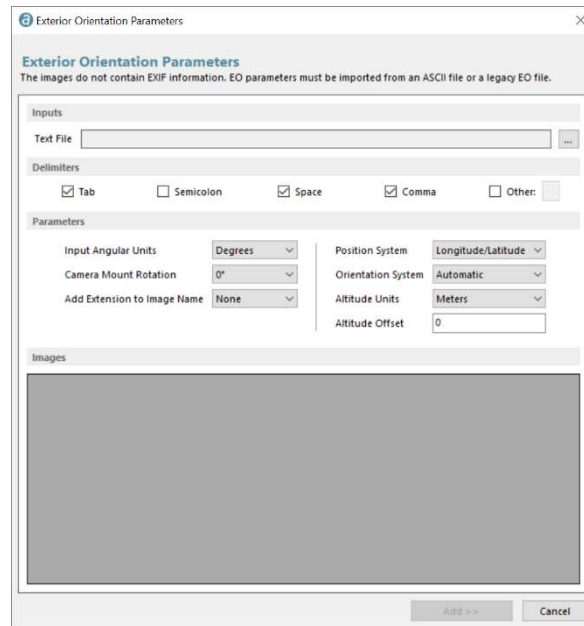 Exterior Orientation Parameters
Exterior Orientation Parameters
The images do not contain EXIF information. EO parameters must be imported from an ASCII file or a legacy EO file.
Inputs
Text File ...
Delimiters
Tab Semicolon Space Comma Other:
Parameters
Input Angular Units Degrees Position System Longitude/Latitude
Camera Mount Rotation 0° Orientation System Automatic
Add Extension to Image Name None Altitude Units Meters
Altitude Offset 0
Images
Add >> Cancel